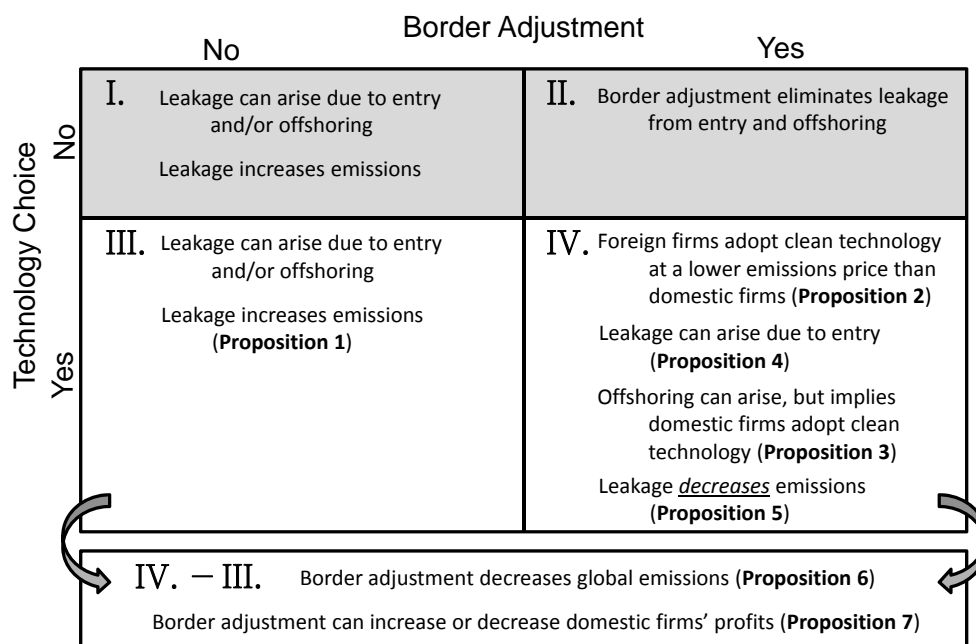 Border Adjustment
No
Yes
Technology Choice
No
Yes
I. Leakage can arise due to entry
and/or offshoring
Leakage increases emissions
II. Border adjustment eliminates leakage
from entry and offshoring
III. Leakage can arise due to entry
and/or offshoring
Leakage increases emissions
(Proposition 1)
IV. Foreign firms adopt clean technology
at a lower emissions price than
domestic firms (Proposition 2)
Leakage can arise due to entry
(Proposition 4)
Offshoring can arise, but implies
domestic firms adopt clean
technology (Proposition 3)
Leakage decreases emissions
(Proposition 5)
IV. – III. Border adjustment decreases global emissions (Proposition 6)
Border adjustment can increase or decrease domestic firms' profits (Proposition 7)